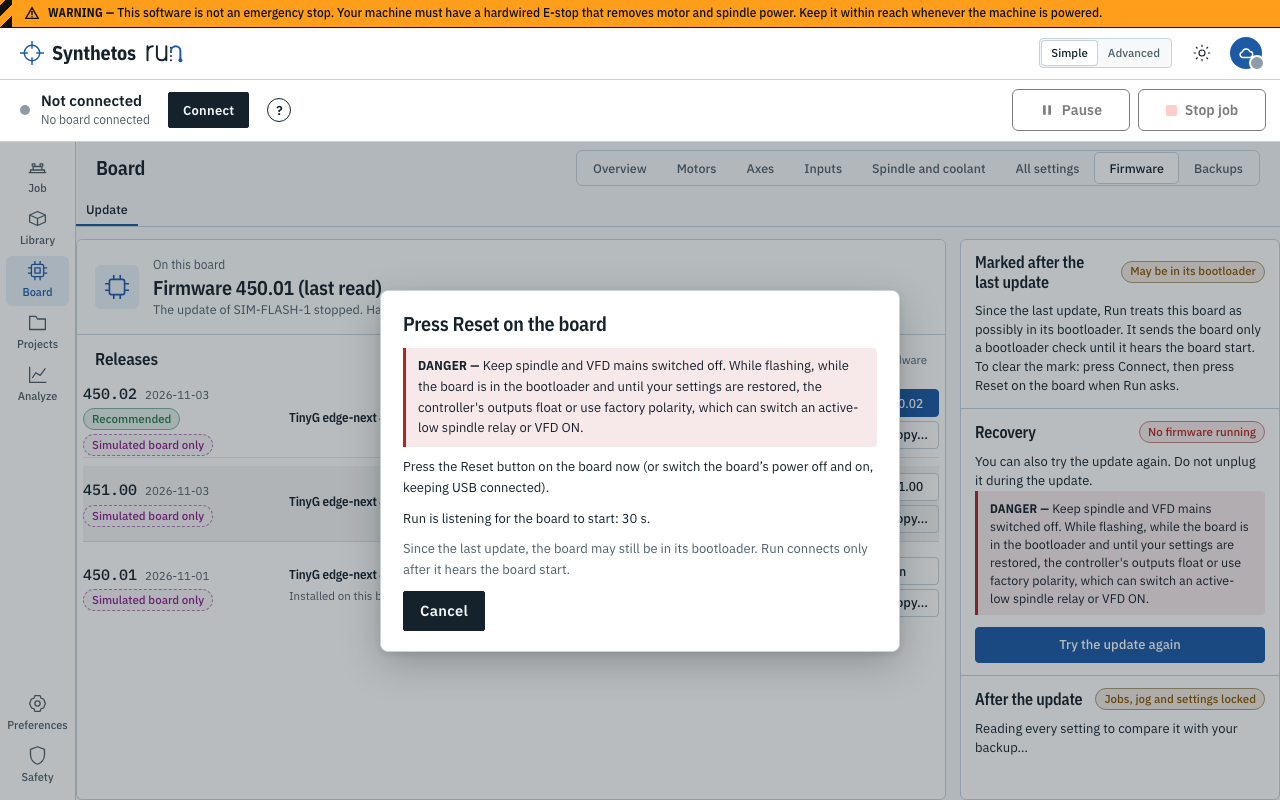 WARNING — This software is not an emergency stop. Your machine must have a hardwired E-stop that removes motor and spindle power. Keep it within reach whenever the machine is powered.
Synthetos run
Simple
Advanced
Not connected
No board connected
Connect
?
Pause
Stop job
Job
Library
Board
Projects
Analyze
Preferences
Safety
Board
Overview
Motors
Axes
Inputs
Spindle and coolant
All settings
Firmware
Backups
Update
On this board
Firmware 450.01 (last read)
The update of SIM-FLASH-1 stopped.
Releases
450.02 2026-11-03
Recommended
Simulated board only
TinyG edge-next
451.00 2026-11-03
Simulated board only
TinyG edge-next
450.01 2026-11-01
Simulated board only
TinyG edge-next
Installed on this
Press Reset on the board
DANGER — Keep spindle and VFD mains switched off. While flashing, while
the board is in the bootloader and until your settings are restored, the
controller's outputs float or use factory polarity, which can switch an active-
low spindle relay or VFD ON.
Press the Reset button on the board now (or switch the board’s power off and on,
keeping USB connected).
Run is listening for the board to start: 30 s.
Since the last update, the board may still be in its bootloader. Run connects only
after it hears the board start.
Cancel
Marked after the
last update
May be in its bootloader
Since the last update, Run treats this board as
possibly in its bootloader. It sends the board only
a bootloader check until it hears the board start.
To clear the mark: press Connect, then press
Reset on the board when Run asks.
Recovery
No firmware running
You can also try the update again. Do not unplug
it during the update.
DANGER — Keep spindle and VFD mains
switched off. While flashing, while the board is
in the bootloader and until your settings are
restored, the controller's outputs float or use
factory polarity, which can switch an active-
low spindle relay or VFD ON.
Try the update again
After the update
Jobs, jog and settings locked
Reading every setting to compare it with your
backup…